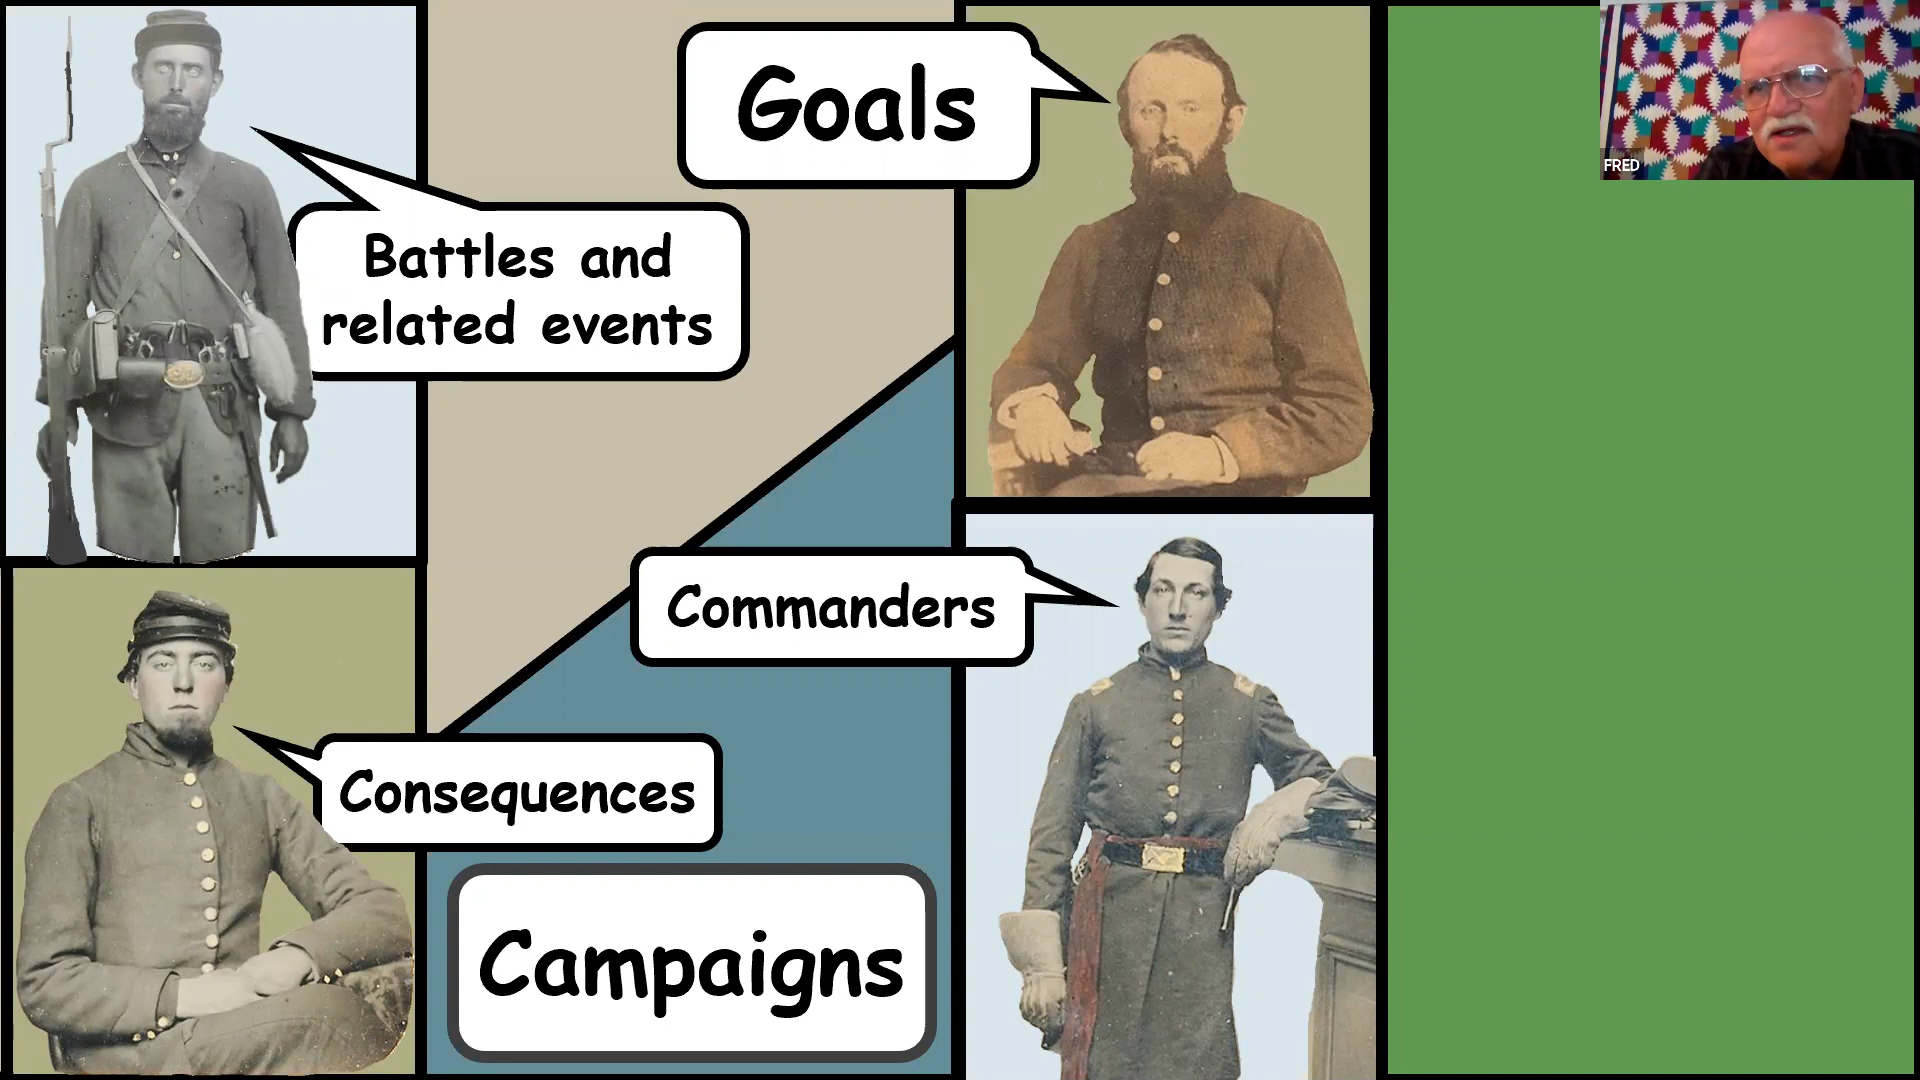 Goals
FRED
Battles and
related events
Commanders
Consequences
Campaigns